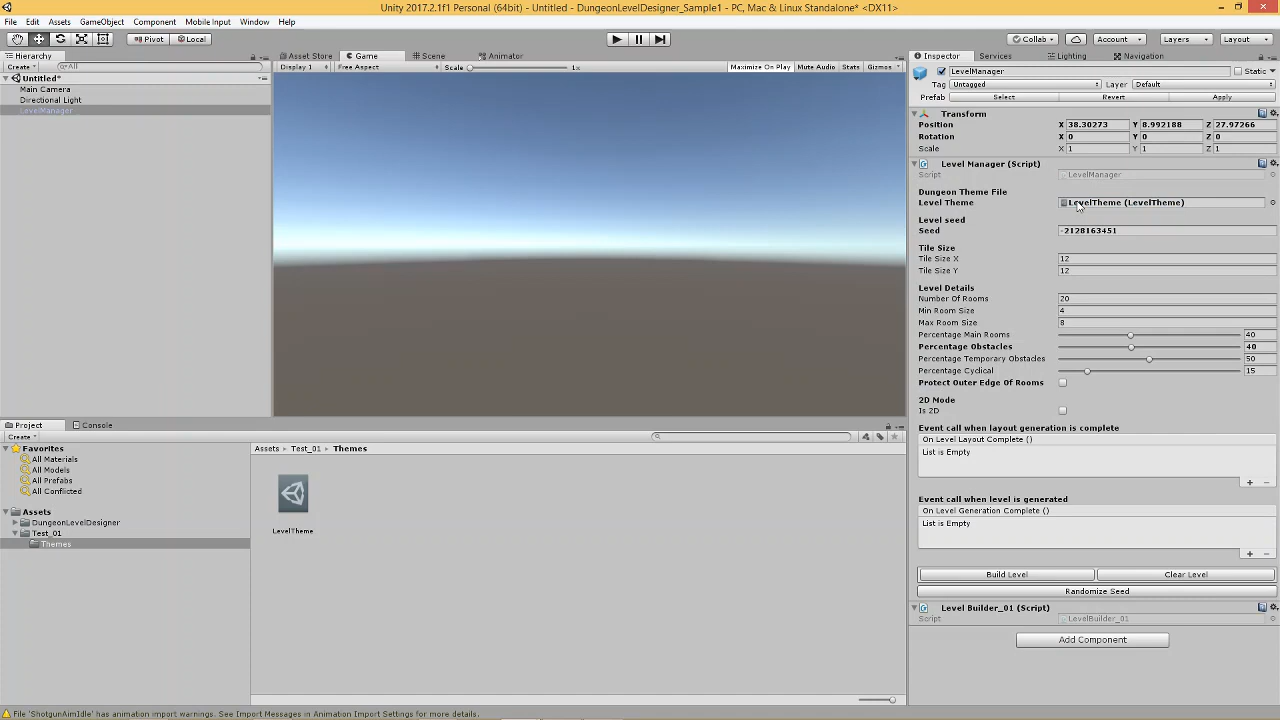 Unity 2017.2.1f1 Personal (64bit) - Untitled - DungeonLevelDesigner_Sample1 - PC, Mac & Linux Standalone* <DX11>
File Edit Assets GameObject Component Mobile Input Window Help
Pivot Local Collab Account Layers Layout
Hierarchy Asset Store Game Scene Animator Inspector Services Lighting Navigation
Create All Display 1 Free Aspect Scale 1x Maximize On Play Mute Audio Stats Gizmos
LevelManager Static
Untitled*
Main Camera
Directional Light
LevelManager
Tag Untagged Layer Default
Prefab Select Revert Apply
Transform
Position X 38.30273 Y 8.992188 Z 27.97266
Rotation X 0 Y 0 Z 0
Scale X 1 Y 1 Z 1
Level Manager (Script)
Script LevelManager
Dungeon Theme File
Level Theme LevelTheme (LevelTheme)
Level seed
Seed -2128163451
Tile Size
Tile Size X 12
Tile Size Y 12
Level Details
Number Of Rooms 20
Min Room Size 4
Max Room Size 8
Percentage Main Rooms 40
Percentage Obstacles 40
Percentage Temporary Obstacles 50
Percentage Cyclical 15
Protect Outer Edge Of Rooms
2D Mode
Is 2D
Event call when layout generation is complete
On Level Layout Complete ()
List is Empty
+ -
Event call when level is generated
On Level Generation Complete ()
List is Empty
+ -
Build Level Clear Level
Randomize Seed
Level Builder_01 (Script)
Script LevelBuilder_01
Add Component
Project Console
Create
Favorites
All Materials
All Models
All Prefabs
All Conflicted
Assets
DungeonLevelDesigner
Test_01
Themes
Assets Test_01 Themes
LevelTheme
File 'ShotgunAimIdle' has animation import warnings. See Import Messages in Animation Import Settings for more details.